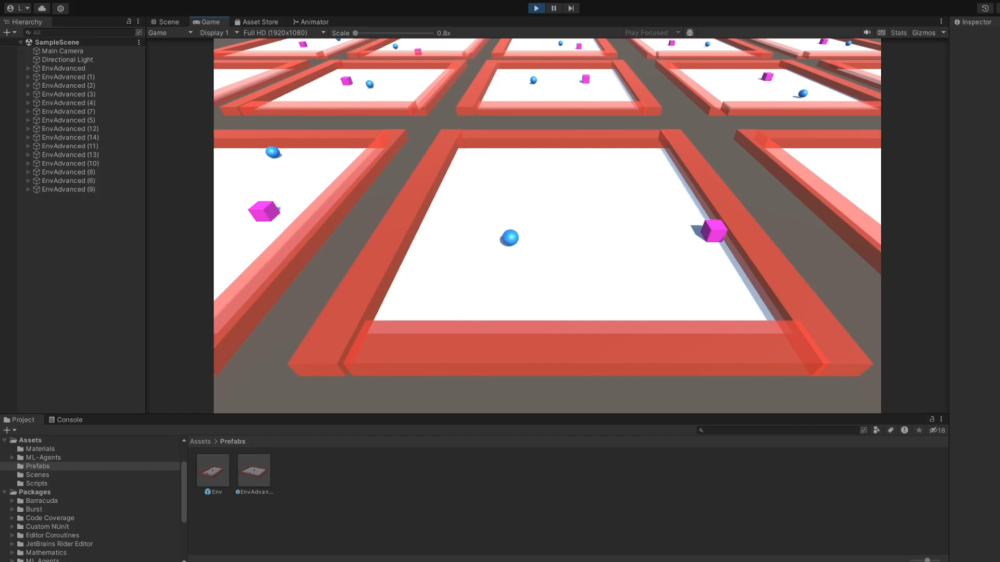 L
Hierarchy
Scene
Game
Asset Store
Animator
Inspector
All
Game
Display 1
Full HD (1920x1080)
Scale
0.8x
Play Focused
Stats
Gizmos
SampleScene
Main Camera
Directional Light
EnvAdvanced
EnvAdvanced (1)
EnvAdvanced (2)
EnvAdvanced (3)
EnvAdvanced (4)
EnvAdvanced (7)
EnvAdvanced (5)
EnvAdvanced (12)
EnvAdvanced (14)
EnvAdvanced (11)
EnvAdvanced (13)
EnvAdvanced (10)
EnvAdvanced (8)
EnvAdvanced (6)
EnvAdvanced (9)
Project
Console
18
Assets
Materials
ML-Agents
Prefabs
Scenes
Scripts
Packages
Barracuda
Burst
Code Coverage
Custom NUnit
Editor Coroutines
JetBrains Rider Editor
Mathematics
ML Agents
Assets > Prefabs
Env
EnvAdvan...